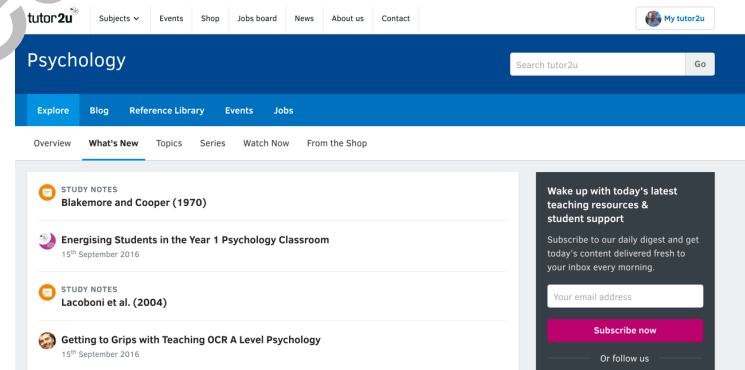 tutor2u
Subjects Events Shop Jobs board News About us Contact
My tutor2u
Psychology
Search tutor2u
Go
Explore Blog Reference Library Events Jobs
Overview What's New Topics Series Watch Now From the Shop
STUDY NOTES
Blakemore and Cooper (1970)
Energising Students in the Year 1 Psychology Classroom
15th September 2016
STUDY NOTES
Lacoboni et al. (2004)
Getting to Grips with Teaching OCR A Level Psychology
15th September 2016
Wake up with today's latest
teaching resources &
student support
Subscribe to our daily digest and get
today's content delivered fresh to
your inbox every morning.
Your email address
Subscribe now
Or follow us